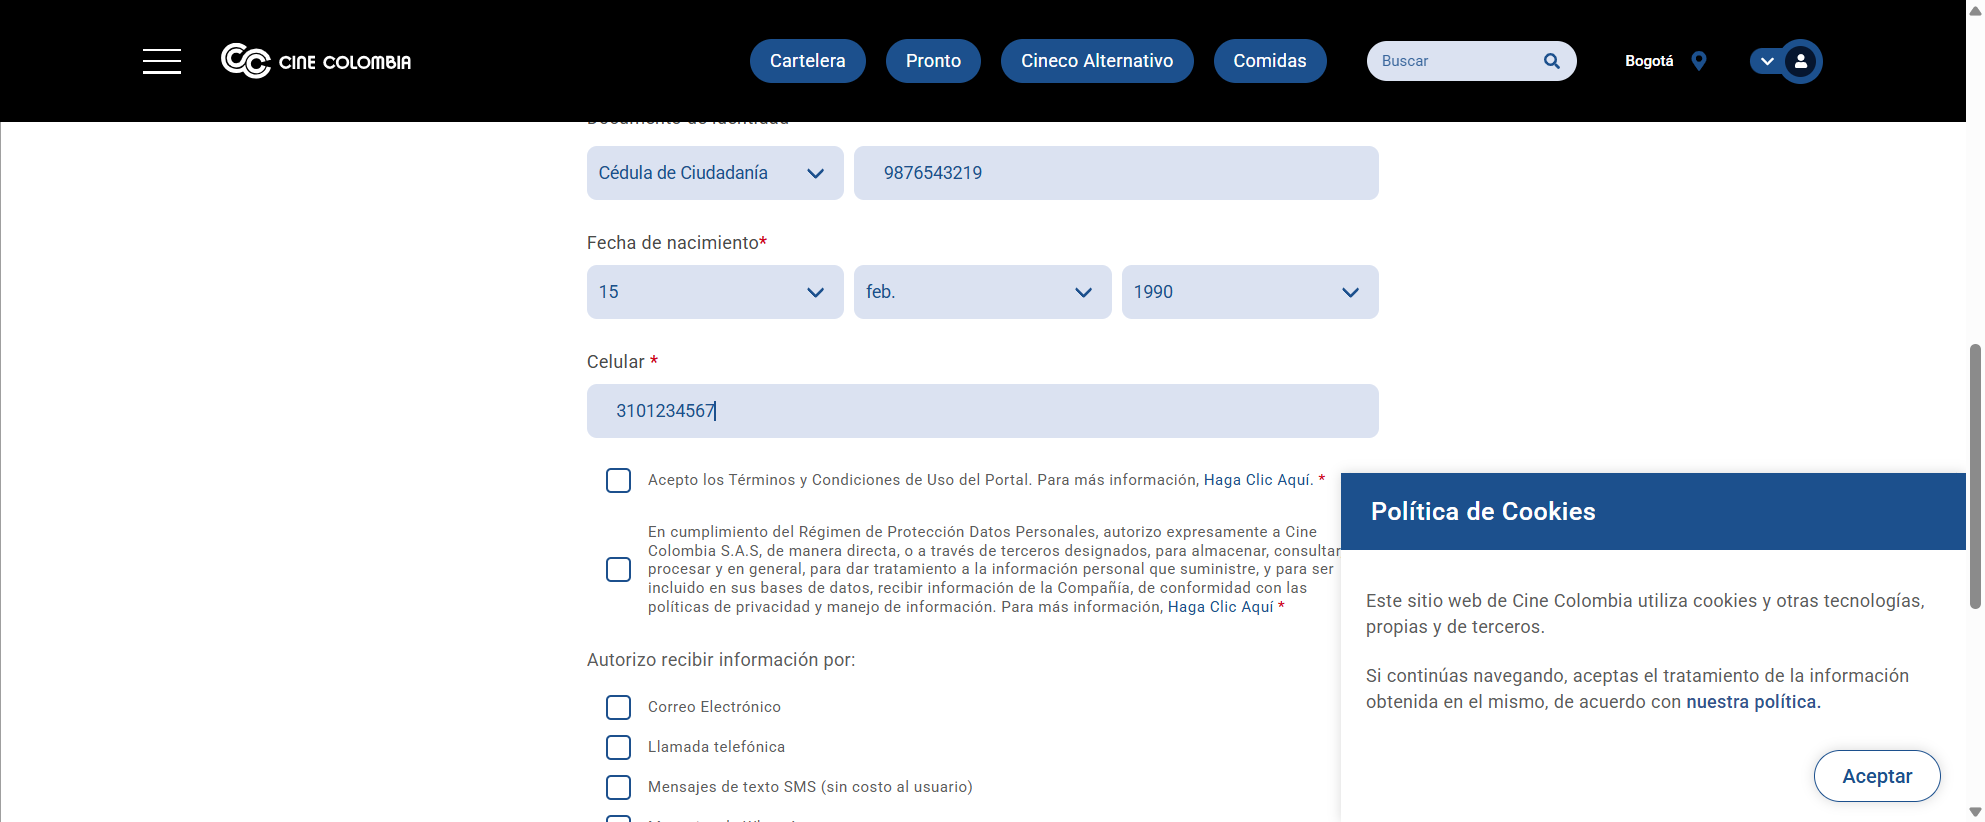 CINE COLOMBIA
Cartelera
Pronto
Cineco Alternativo
Comidas
Buscar
Bogotá
Cédula de Ciudadanía
9876543219
Fecha de nacimiento*
15
feb.
1990
Celular *
3101234567
Acepto los Términos y Condiciones de Uso del Portal. Para más información, Haga Clic Aquí. *
En cumplimiento del Régimen de Protección Datos Personales, autorizo expresamente a Cine
Colombia S.A.S, de manera directa, o a través de terceros designados, para almacenar, consultar
procesar y en general, para dar tratamiento a la información personal que suministre, y para ser
incluido en sus bases de datos, recibir información de la Compañía, de conformidad con las
políticas de privacidad y manejo de información. Para más información, Haga Clic Aquí *
Autorizo recibir información por:
Correo Electrónico
Llamada telefónica
Mensajes de texto SMS (sin costo al usuario)
Política de Cookies
Este sitio web de Cine Colombia utiliza cookies y otras tecnologías,
propias y de terceros.
Si continúas navegando, aceptas el tratamiento de la información
obtenida en el mismo, de acuerdo con nuestra política.
Aceptar